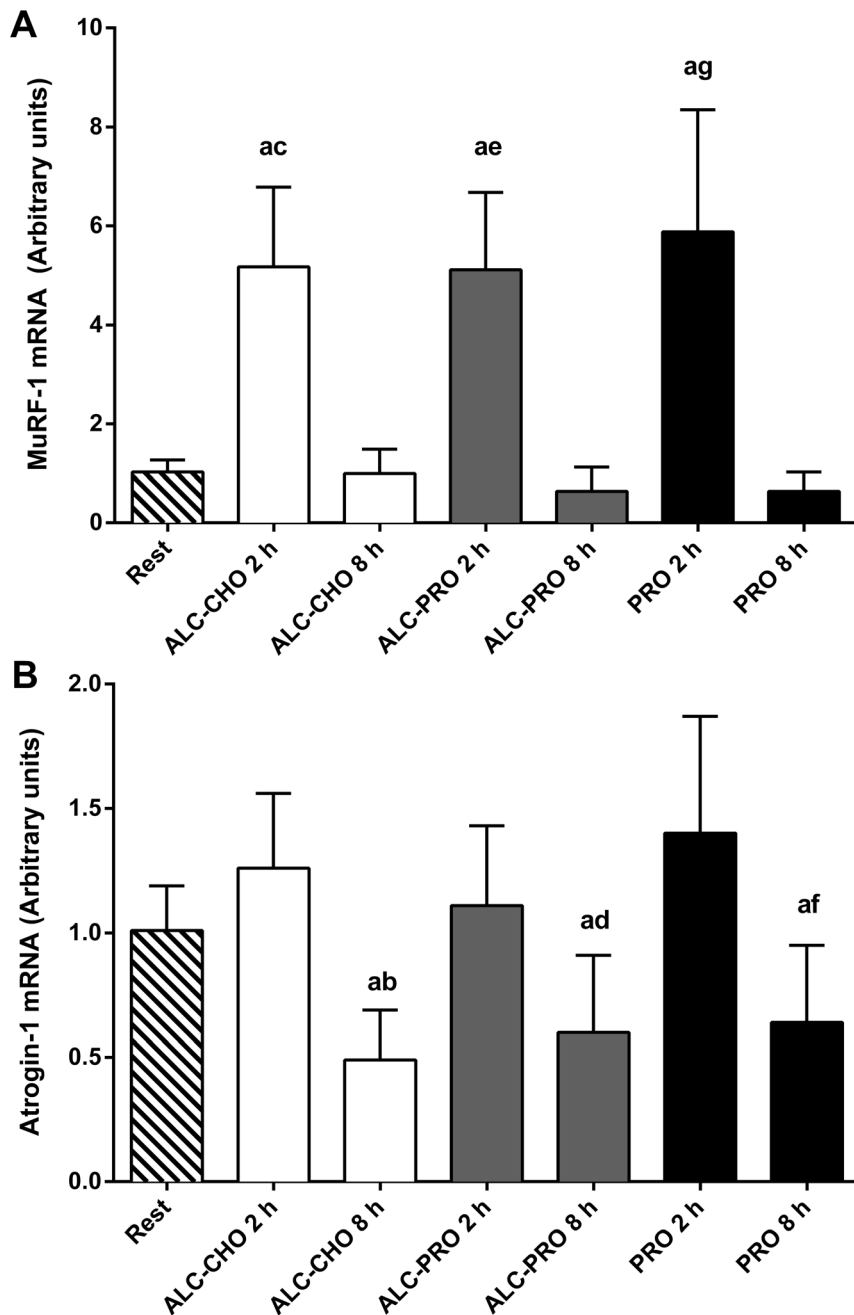 A
MuRF-1 mRNA (Arbitrary units)
10
8
6
4
2
0
ac
ae
ag
Rest
ALC-CHO 2 h
ALC-CHO 8 h
ALC-PRO 2 h
ALC-PRO 8 h
PRO 2 h
PRO 8 h
B
Atrogin-1 mRNA (Arbitrary units)
2.0
1.5
1.0
0.5
0.0
ab
ad
af
Rest
ALC-CHO 2 h
ALC-CHO 8 h
ALC-PRO 2 h
ALC-PRO 8 h
PRO 2 h
PRO 8 h